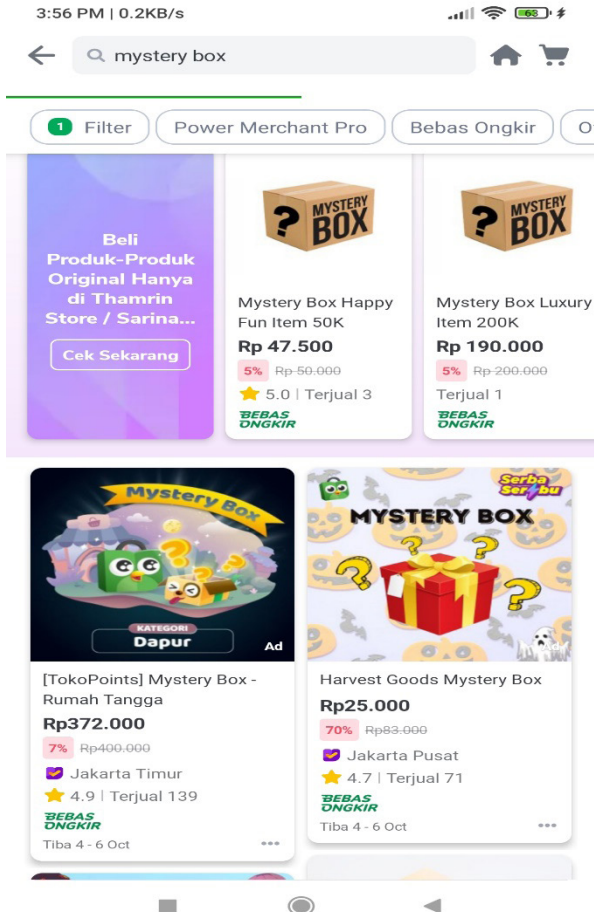 3:56 PM | 0.2KB/s
63
mystery box
1 Filter
Power Merchant Pro
Bebas Ongkir
O
Beli
Produk-Produk
Original Hanya
di Thamrin
Store / Sarina...
Cek Sekarang
? MYSTERY
BOX
Mystery Box Happy
Fun Item 50K
Rp 47.500
5% Rp 50.000
5.0 | Terjual 3
BEBAS
ONGKIR
? MYSTERY
BOX
Mystery Box Luxury
Item 200K
Rp 190.000
5% Rp 200.000
Terjual 1
BEBAS
ONGKIR
Mystery Box
KATEGORI
Dapur
Ad
[TokoPoints] Mystery Box -
Rumah Tangga
Rp372.000
7% Rp400.000
Jakarta Timur
4.9 | Terjual 139
BEBAS
ONGKIR
Tiba 4 - 6 Oct
Serba
Seribu
MYSTERY BOX
Ad
Harvest Goods Mystery Box
Rp25.000
70% Rp83.000
Jakarta Pusat
4.7 | Terjual 71
BEBAS
ONGKIR
Tiba 4 - 6 Oct